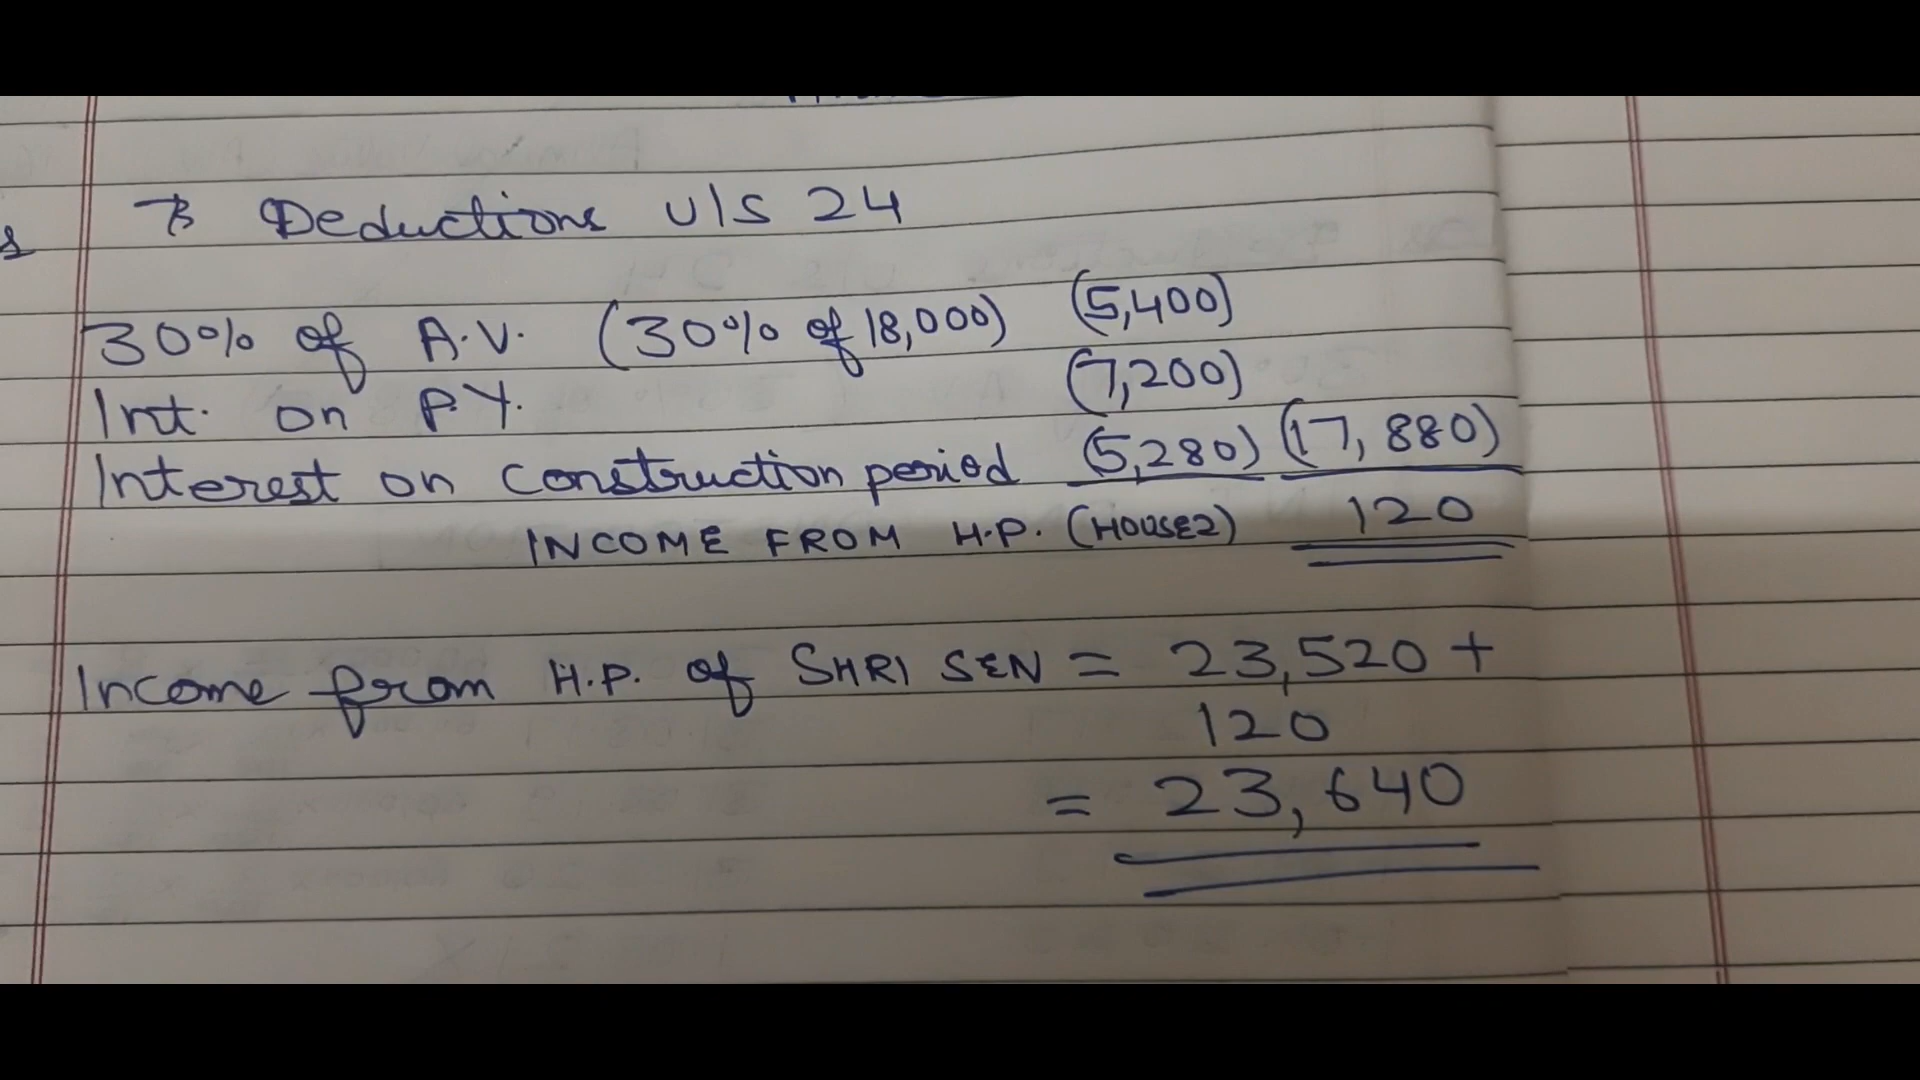 Deductions U/S 24
30% of A.V. (30% of 18,000) (5,400)
Int. on P.Y. (7,200)
Interest on construction period (5,280) (17,880)
INCOME FROM H.P. (HOUSE2) 120
Income from H.P. of SHRI SEN = 23,520 +
120
= 23,640